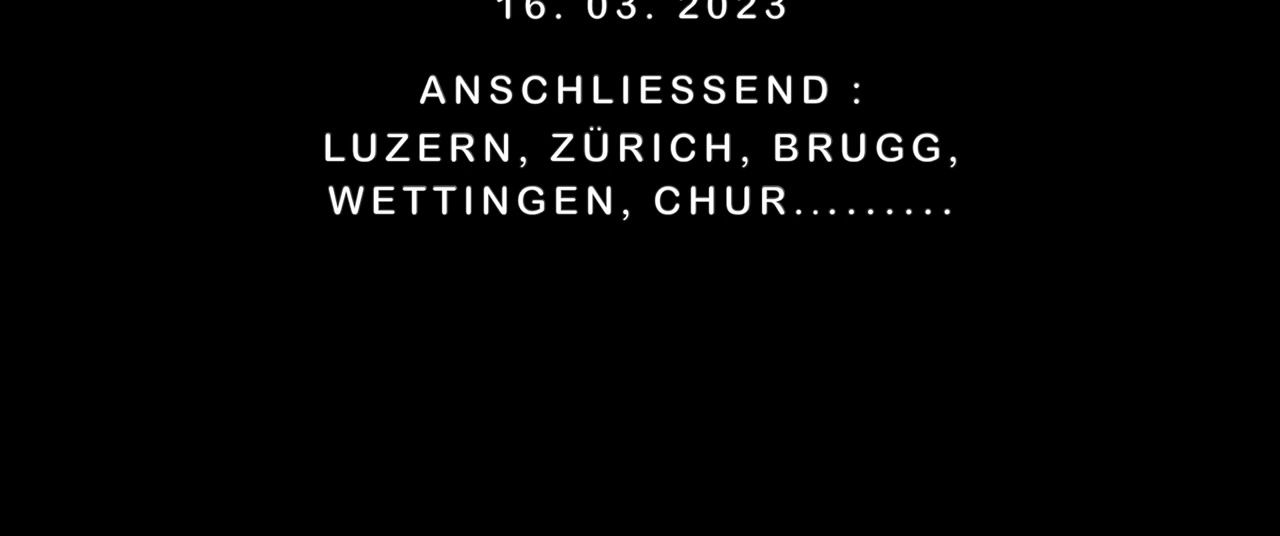 16. 03. 2023
ANSCHLIESSEND :
LUZERN, ZÜRICH, BRUGG,
WETTINGEN, CHUR.........